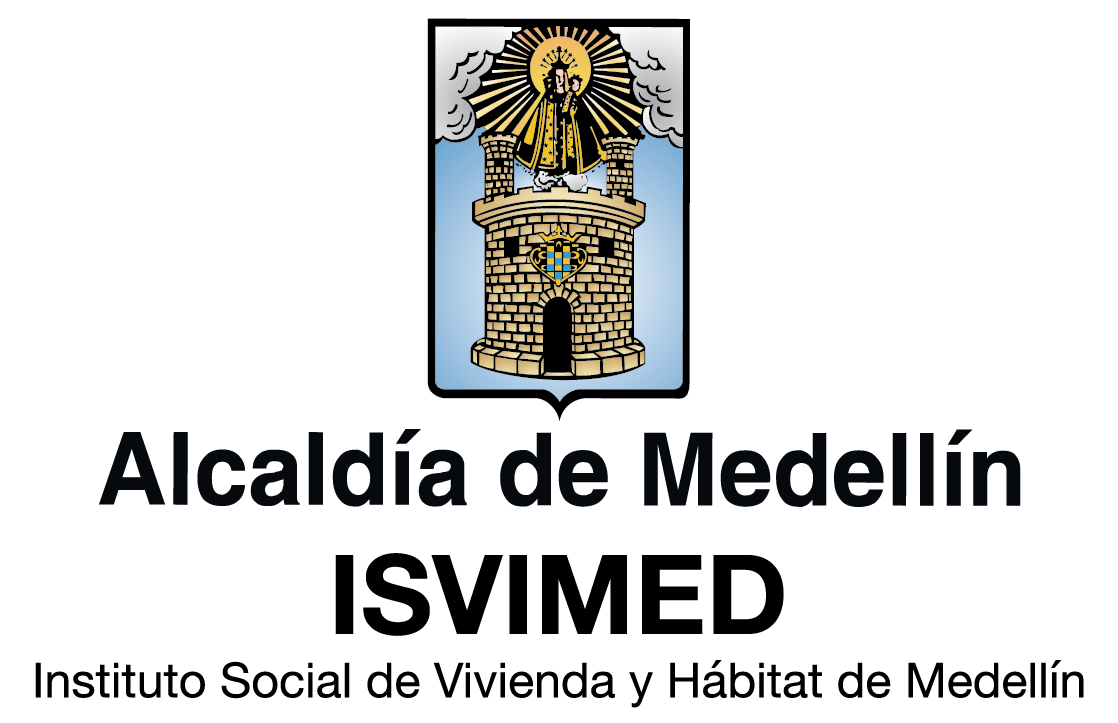 Alcaldía de Medellín
ISVIMED
Instituto Social de Vivienda y Hábitat de Medellín